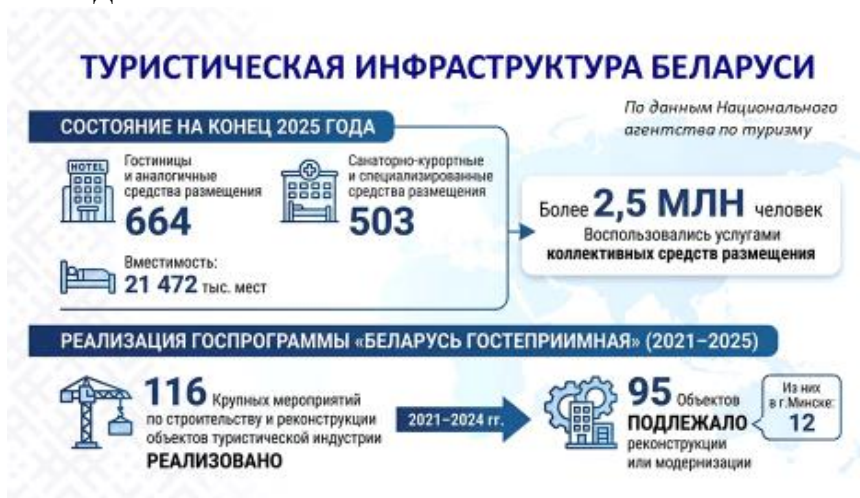 ТУРИСТИЧЕСКАЯ ИНФРАСТРУКТУРА БЕЛАРУСИ
По данным Национального
агентства по туризму
СОСТОЯНИЕ НА КОНЕЦ 2025 ГОДА
HOTEL
Гостиницы
и аналогичные
средства размещения
664
Санаторно-курортные
и специализированные
средства размещения
503
Вместимость:
21 472 тыс. мест
Более 2,5 МЛН человек
Воспользовались услугами
коллективных средств размещения
РЕАЛИЗАЦИЯ ГОСПРОГРАММЫ «БЕЛАРУСЬ ГОСТЕПРИИМНАЯ» (2021–2025)
116 Крупных мероприятий
по строительству и реконструкции
объектов туристической индустрии
РЕАЛИЗОВАНО
2021–2024 гг.
95 Объектов
ПОДЛЕЖАЛО
реконструкции
или модернизации
Из них
в г.Минске:
12